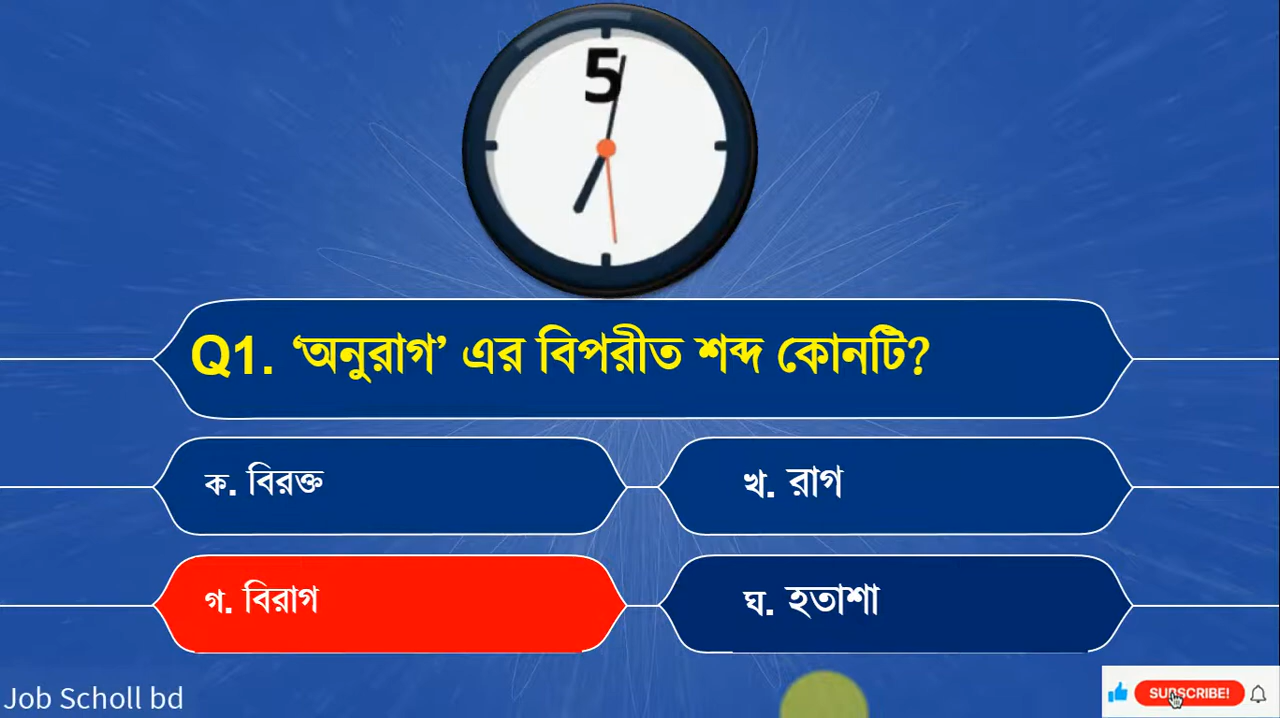 5
Q1. ‘অনুরাগ’ এর বিপরীত শব্দ কোনটি?
ক. বিরক্ত
খ. রাগ
গ. বিরাগ
ঘ. হতাশা
Job Scholl bd
SUBSCRIBE!